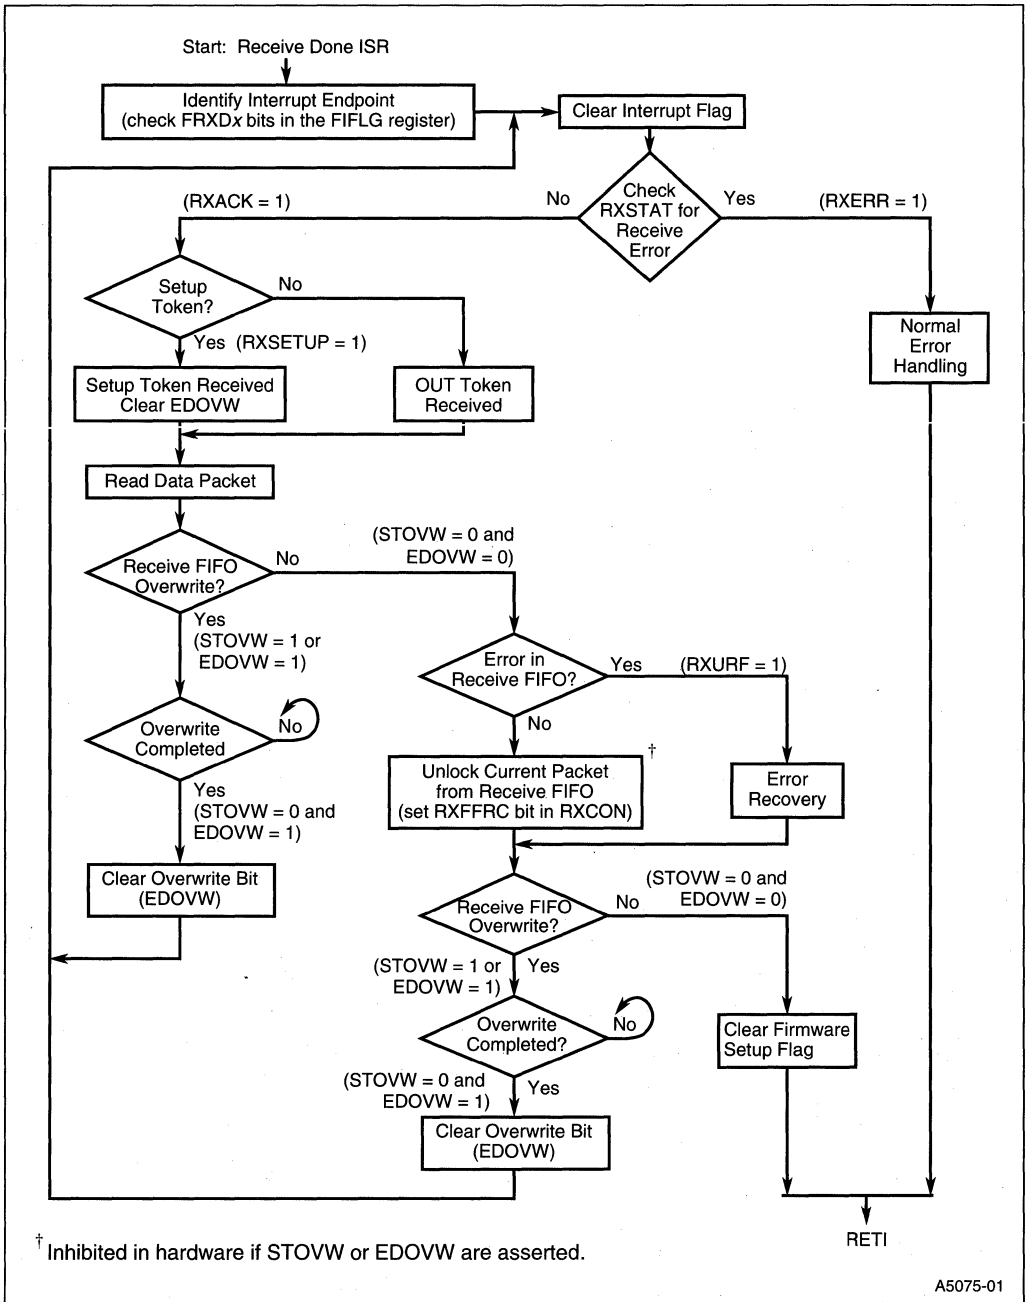 Start: Receive Done ISR
Identify Interrupt Endpoint
(check FRXDx bits in the FIFLG register)
Clear Interrupt Flag
Check
RXSTAT for
Receive
Error
No
Yes
(RXACK = 1)
(RXERR = 1)
Setup
Token?
No
Yes (RXSETUP = 1)
Normal
Error
Handling
Setup Token Received
Clear EDOVW
OUT Token
Received
Read Data Packet
Receive FIFO
Overwrite?
No
(STOVW = 0 and
EDOVW = 0)
Yes
(STOVW = 1 or
EDOVW = 1)
Error in
Receive FIFO?
Yes
(RXURF = 1)
No
Overwrite
Completed
No
Yes
(STOVW = 0 and
EDOVW = 1)
†
Unlock Current Packet
from Receive FIFO
(set RXFFRC bit in RXCON)
Error
Recovery
Clear Overwrite Bit
(EDOVW)
Receive FIFO
Overwrite?
No
(STOVW = 0 and
EDOVW = 0)
(STOVW = 1 or
EDOVW = 1)
Yes
Overwrite
Completed?
No
Clear Firmware
Setup Flag
(STOVW = 0 and
EDOVW = 1)
Yes
Clear Overwrite Bit
(EDOVW)
RETI
† Inhibited in hardware if STOVW or EDOVW are asserted.
A5075-01